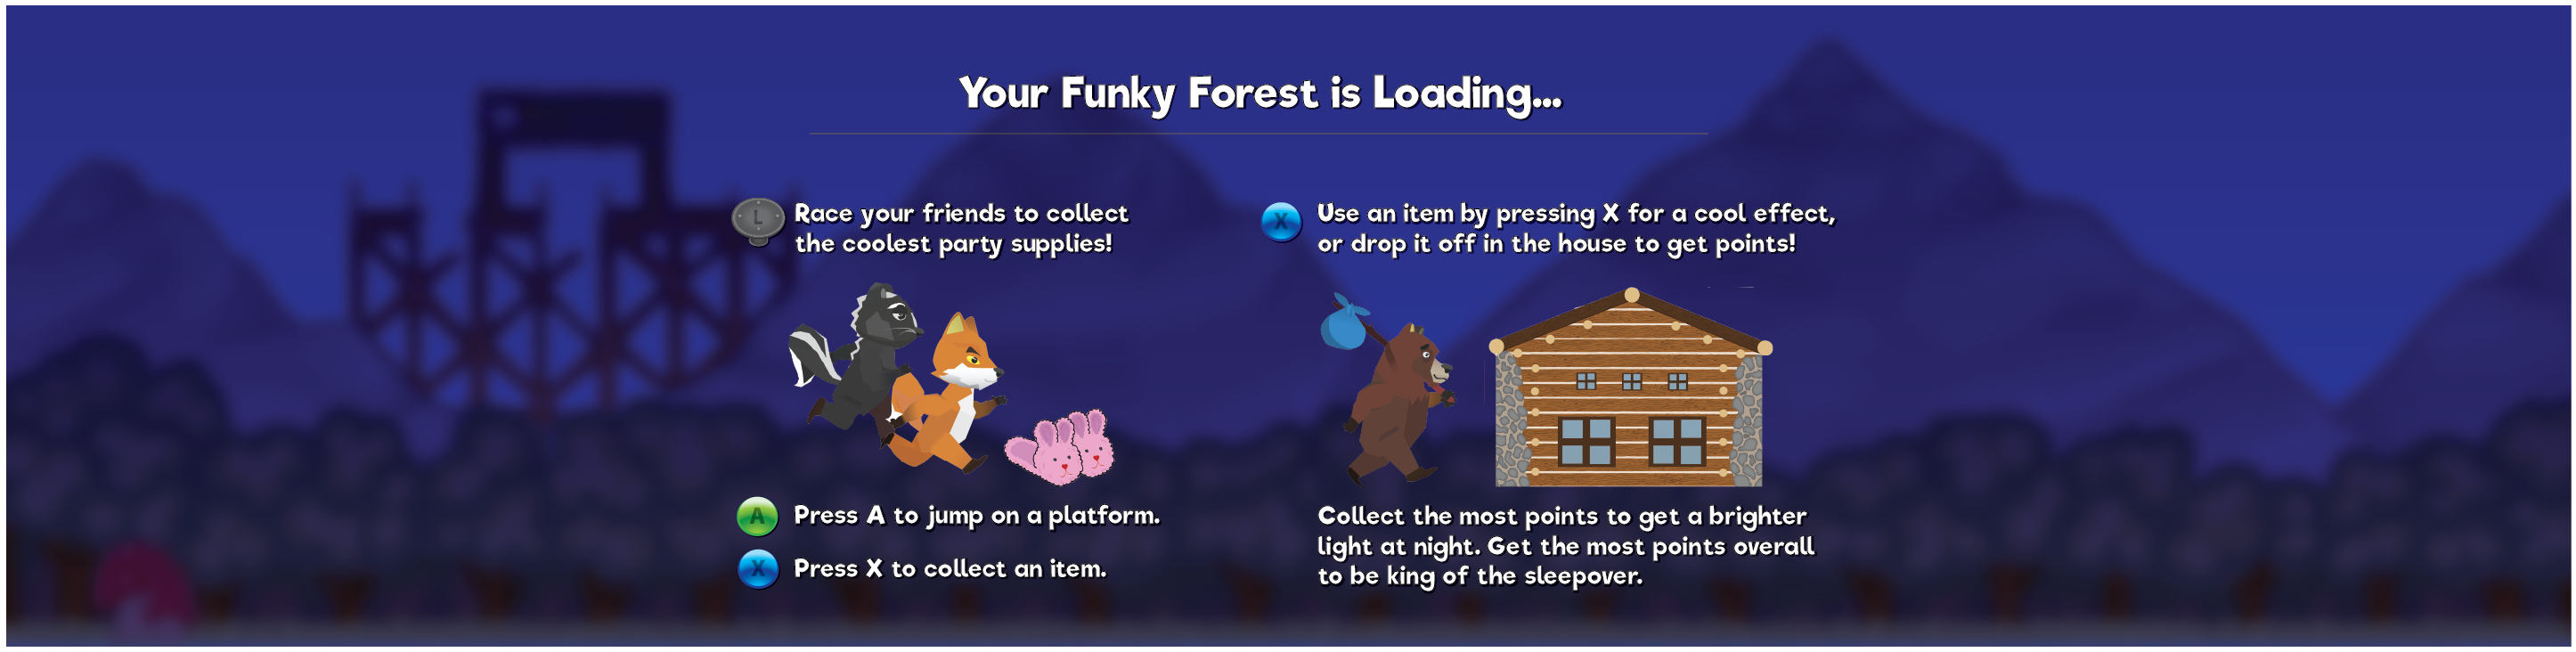 Your Funky Forest is Loading...
L
Race your friends to collect
the coolest party supplies!
A
Press A to jump on a platform.
X
Press X to collect an item.
X
Use an item by pressing X for a cool effect,
or drop it off in the house to get points!
Collect the most points to get a brighter
light at night. Get the most points overall
to be king of the sleepover.